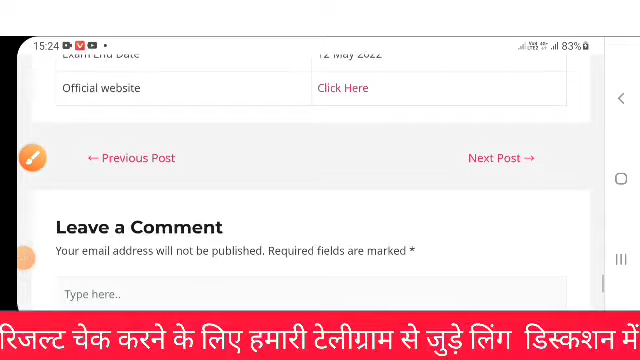 15:24 83%
Exam End Date 12 May 2022
Official website Click Here
← Previous Post Next Post →
Leave a Comment
Your email address will not be published. Required fields are marked *
Type here..
रिजल्ट चेक करने के लिए हमारी टेलीग्राम से जुड़े लिंग डिस्कशन में